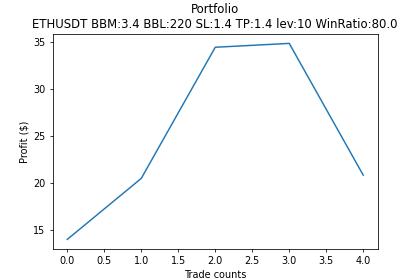 Portfolio
ETHUSDT BBM:3.4 BBL:220 SL:1.4 TP:1.4 lev:10 WinRatio:80.0
35
30
25
20
15
Profit ($)
0.0 0.5 1.0 1.5 2.0 2.5 3.0 3.5 4.0
Trade counts